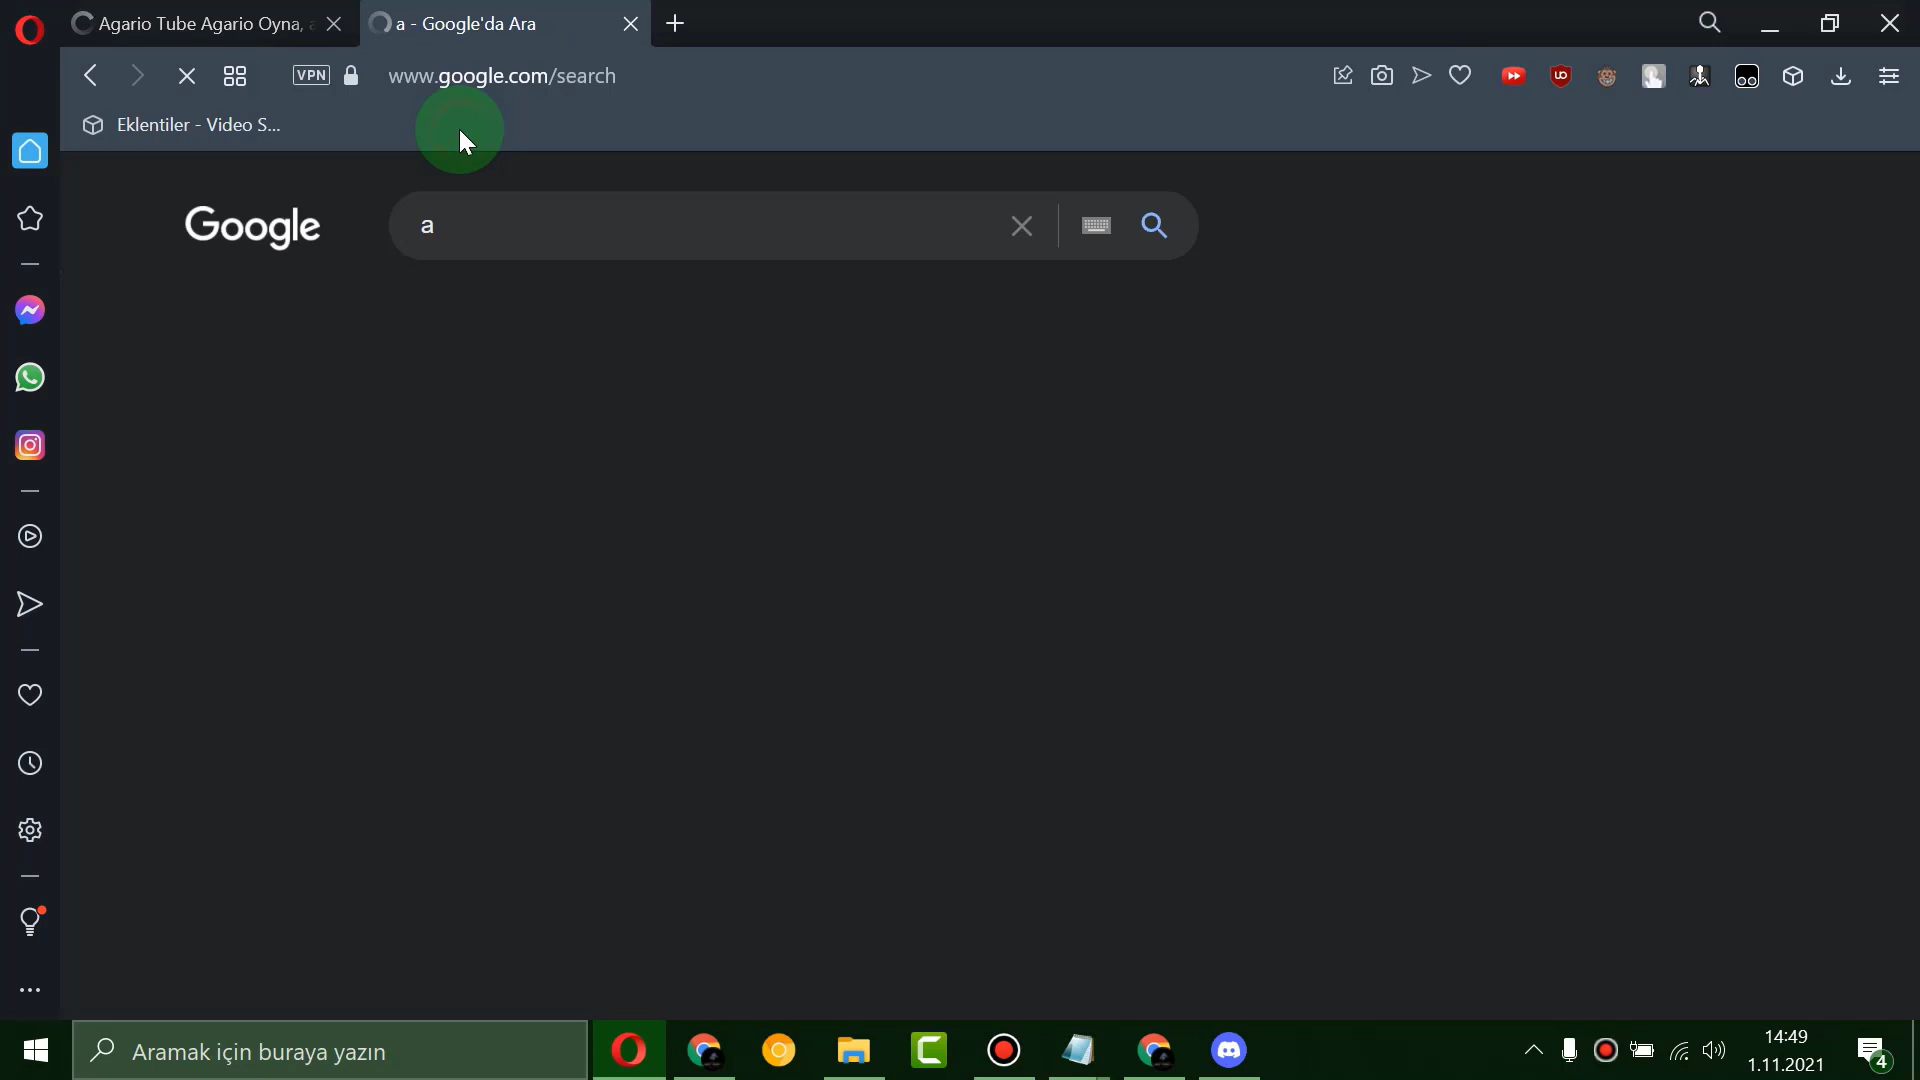 Agario Tube Agario Oyna,
a - Google'da Ara
VPN
www.google.com/search
Eklentiler - Video S...
Google
a
Aramak için buraya yazın
14:49
1.11.2021
4